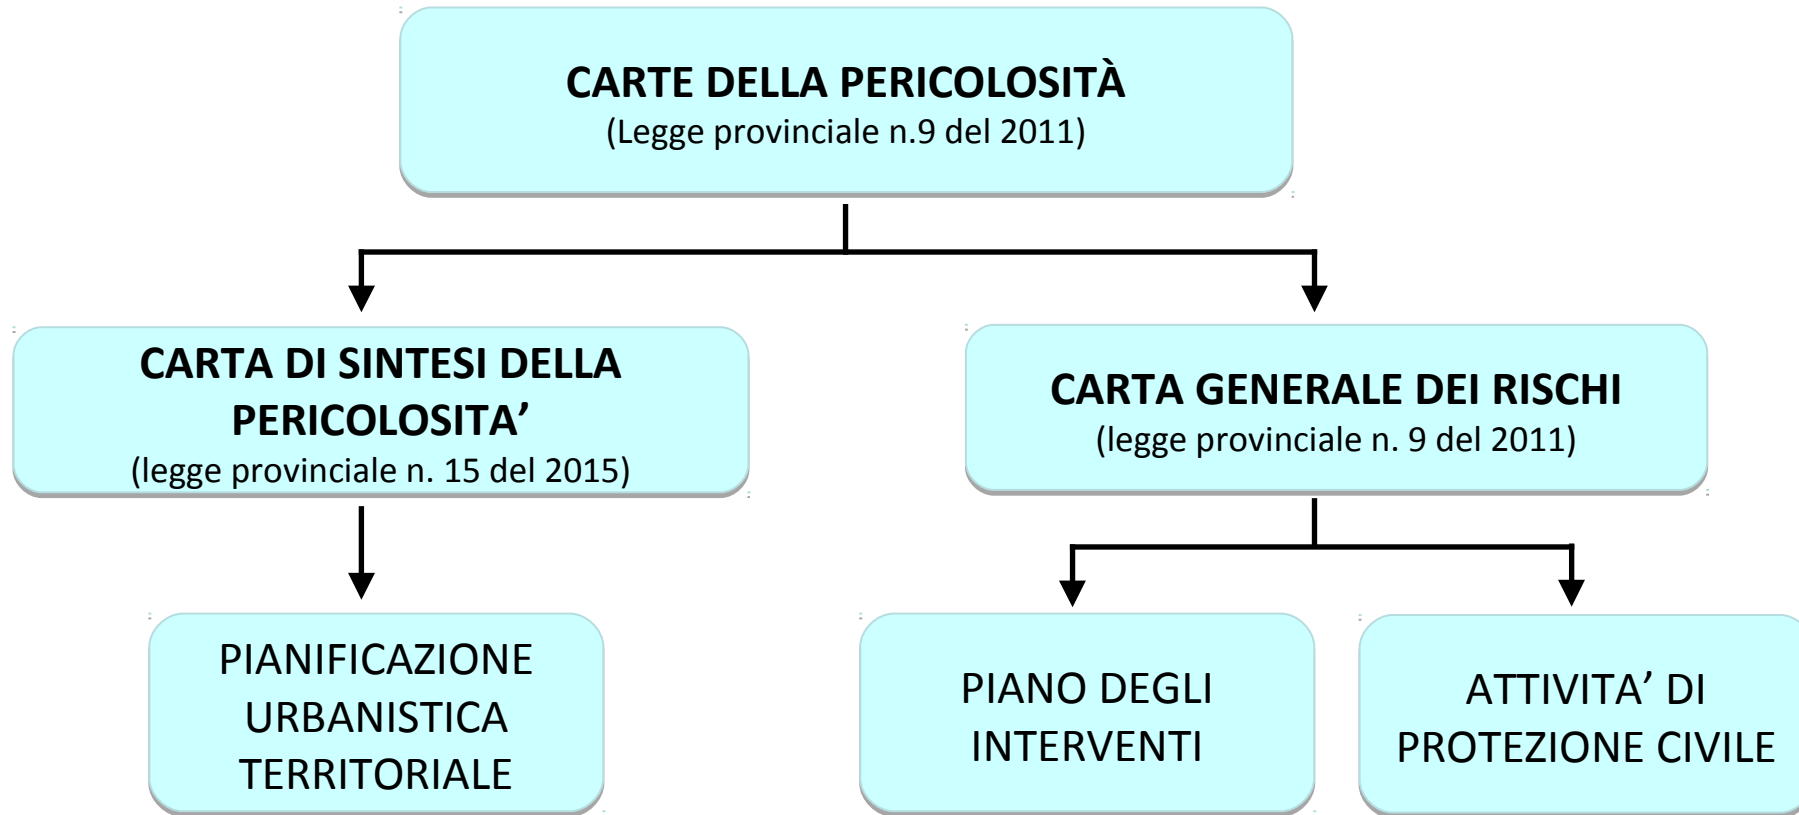 CARTE DELLA PERICOLOSITÀ
(Legge provinciale n.9 del 2011)
CARTA DI SINTESI DELLA
PERICOLOSITA’
(legge provinciale n. 15 del 2015)
CARTA GENERALE DEI RISCHI
(legge provinciale n. 9 del 2011)
PIANIFICAZIONE
URBANISTICA
TERRITORIALE
PIANO DEGLI
INTERVENTI
ATTIVITA’ DI
PROTEZIONE CIVILE